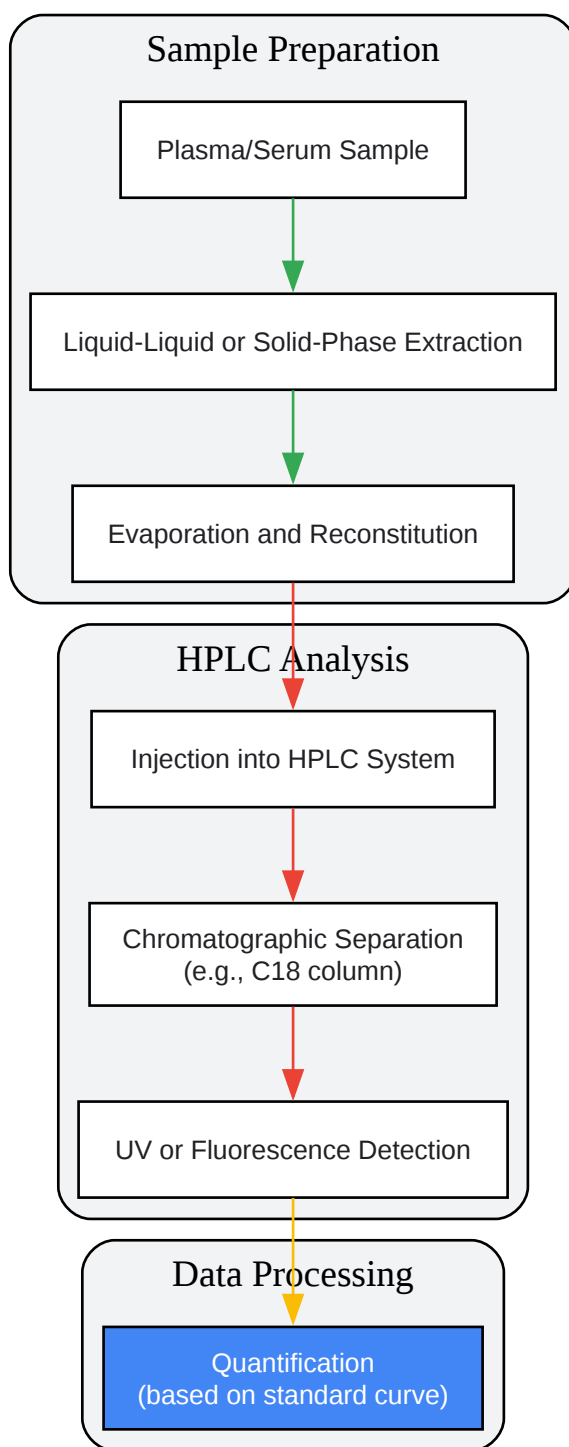 Sample Preparation
Plasma/Serum Sample
Liquid-Liquid or Solid-Phase Extraction
Evaporation and Reconstitution
HPLC Analysis
Injection into HPLC System
Chromatographic Separation
(e.g., C18 column)
UV or Fluorescence Detection
Data Processing
Quantification
(based on standard curve)